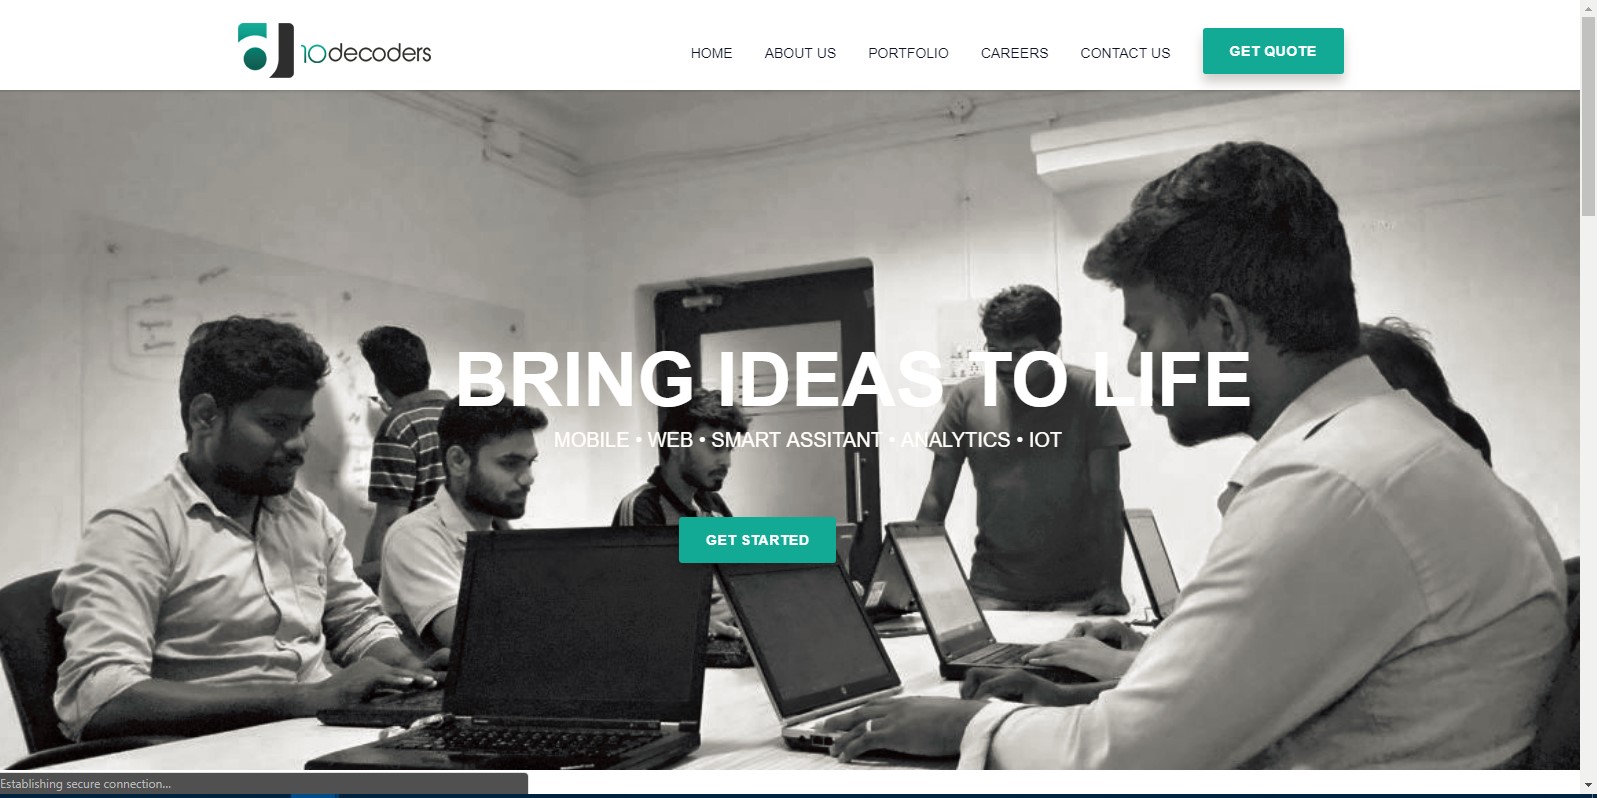 10decoders
HOME ABOUT US PORTFOLIO CAREERS CONTACT US GET QUOTE
BRING IDEAS TO LIFE
MOBILE • WEB • SMART ASSITANT • ANALYTICS • IOT
GET STARTED
Establishing secure connection...